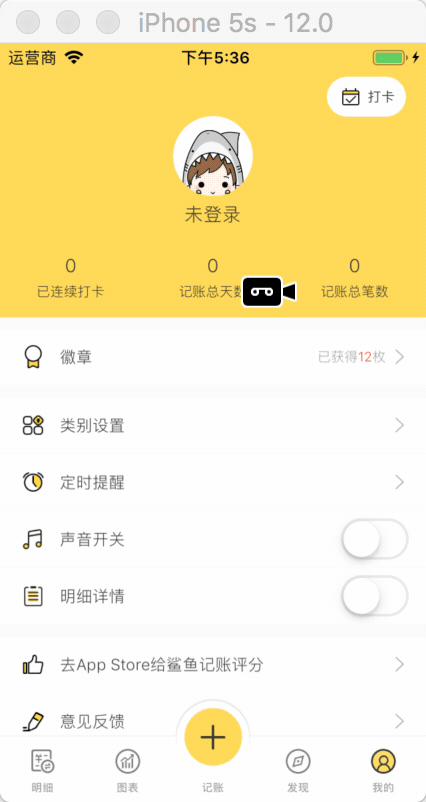 iPhone 5s - 12.0
运营商 下午5:36
打卡
未登录
0 0 0
已连续打卡 记账总天数 记账总笔数
徽章 已获得12枚
类别设置
定时提醒
声音开关
明细详情
去App Store给鲨鱼记账评分
意见反馈
明细 图表 记账 发现 我的